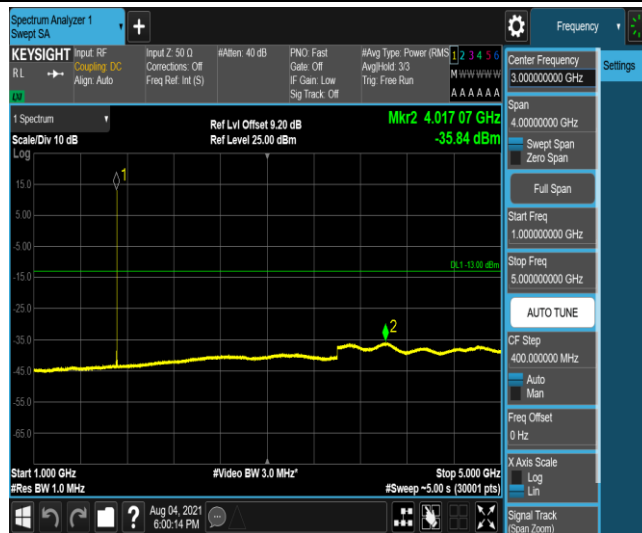 Spectrum Analyzer 1
Swept SA
+
Frequency
KEYSIGHT
RL
Input: RF
Coupling: DC
Align: Auto
Input Z: 50 Ω
Corrections: Off
Freq Ref: Int (S)
#Atten: 40 dB
PNO: Fast
Gate: Off
IF Gain: Low
Sig Track: Off
#Avg Type: Power (RMS
Avg|Hold: 3/3
Trig: Free Run
1 2 3 4 5 6
M W W W W W
A A A A A A
LXI
1 Spectrum
Scale/Div 10 dB
Log
Ref Lvl Offset 9.20 dB
Ref Level 25.00 dBm
Mkr2 4.017 07 GHz
-35.84 dBm
15.0
5.00
-5.00
-15.0
-25.0
-35.0
-45.0
-55.0
-65.0
1
2
DL1 -13.00 dBm
Start 1.000 GHz
#Res BW 1.0 MHz
#Video BW 3.0 MHz*
Stop 5.000 GHz
#Sweep ~5.00 s (30001 pts)
Center Frequency
3.000000000 GHz
Settings
Span
4.00000000 GHz
Swept Span
Zero Span
Full Span
Start Freq
1.000000000 GHz
Stop Freq
5.000000000 GHz
AUTO TUNE
CF Step
400.000000 MHz
Auto
Man
Freq Offset
0 Hz
X Axis Scale
Log
Lin
Signal Track
(Span Zoom)
?
Aug 04, 2021
6:00:14 PM